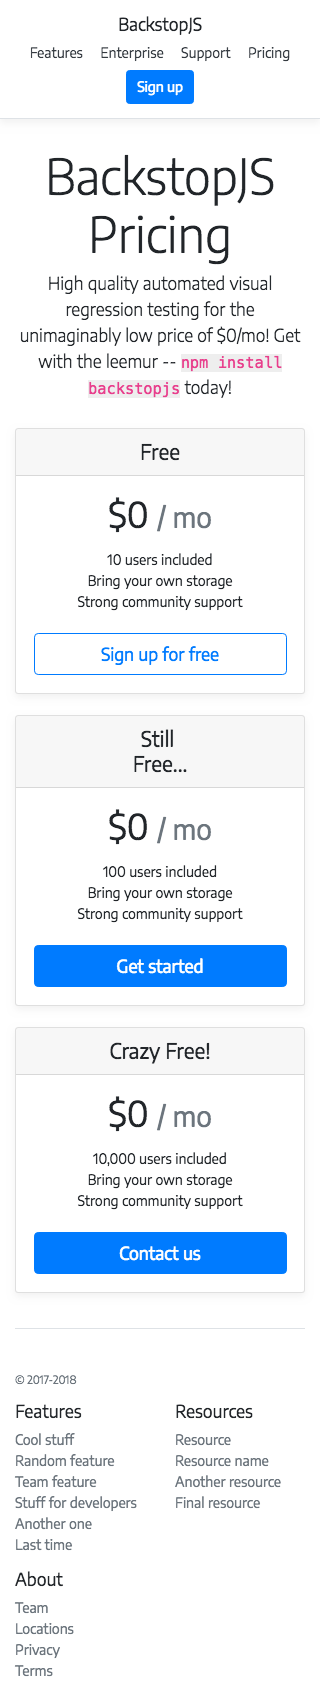 BackstopJS
Features Enterprise Support Pricing
Sign up
BackstopJS
Pricing
High quality automated visual
regression testing for the
unimaginably low price of $0/mo! Get
with the leemur -- npm install
backstopjs today!
Free
$0 / mo
10 users included
Bring your own storage
Strong community support
Sign up for free
Still
Free...
$0 / mo
100 users included
Bring your own storage
Strong community support
Get started
Crazy Free!
$0 / mo
10,000 users included
Bring your own storage
Strong community support
Contact us
© 2017-2018
Features
Cool stuff
Random feature
Team feature
Stuff for developers
Another one
Last time
Resources
Resource
Resource name
Another resource
Final resource
About
Team
Locations
Privacy
Terms